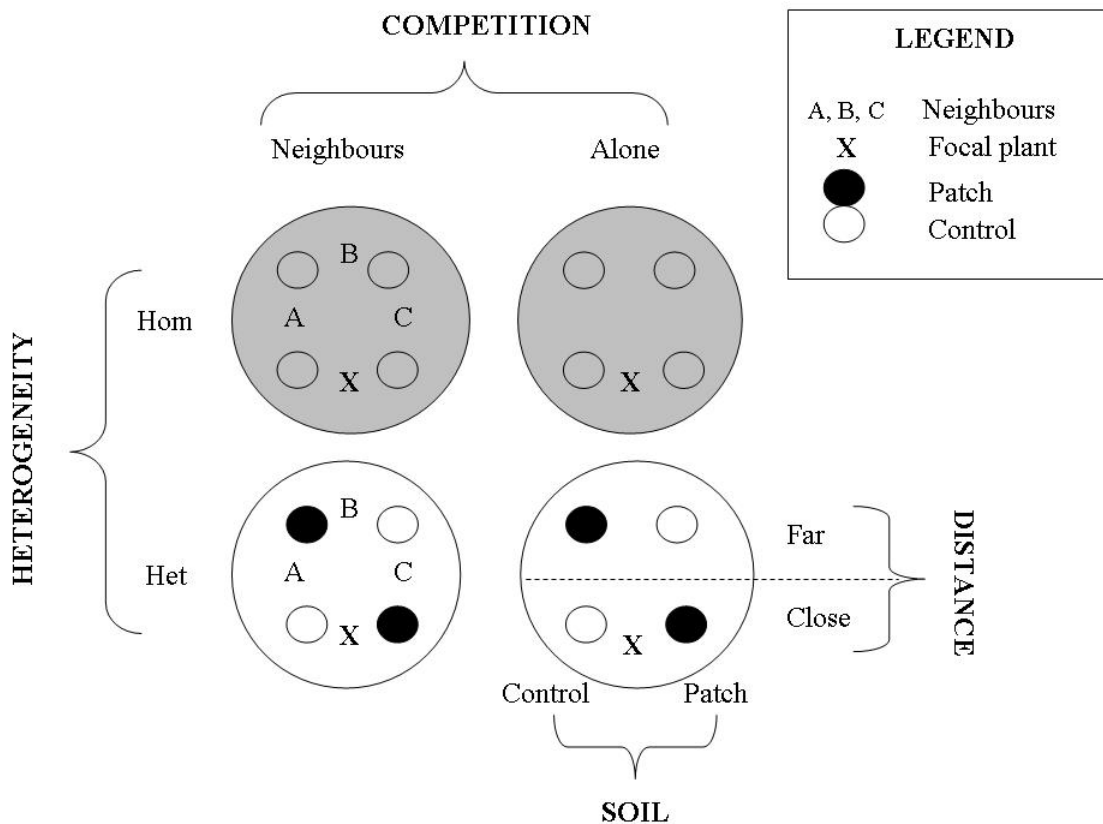 COMPETITION
Neighbours
Alone
LEGEND
A, B, C Neighbours
X Focal plant
Patch
Control
HETEROGENEITY
Hom
B
A C
X
X
Het
B
A C
X
X
Far
Close
DISTANCE
Control Patch
SOIL